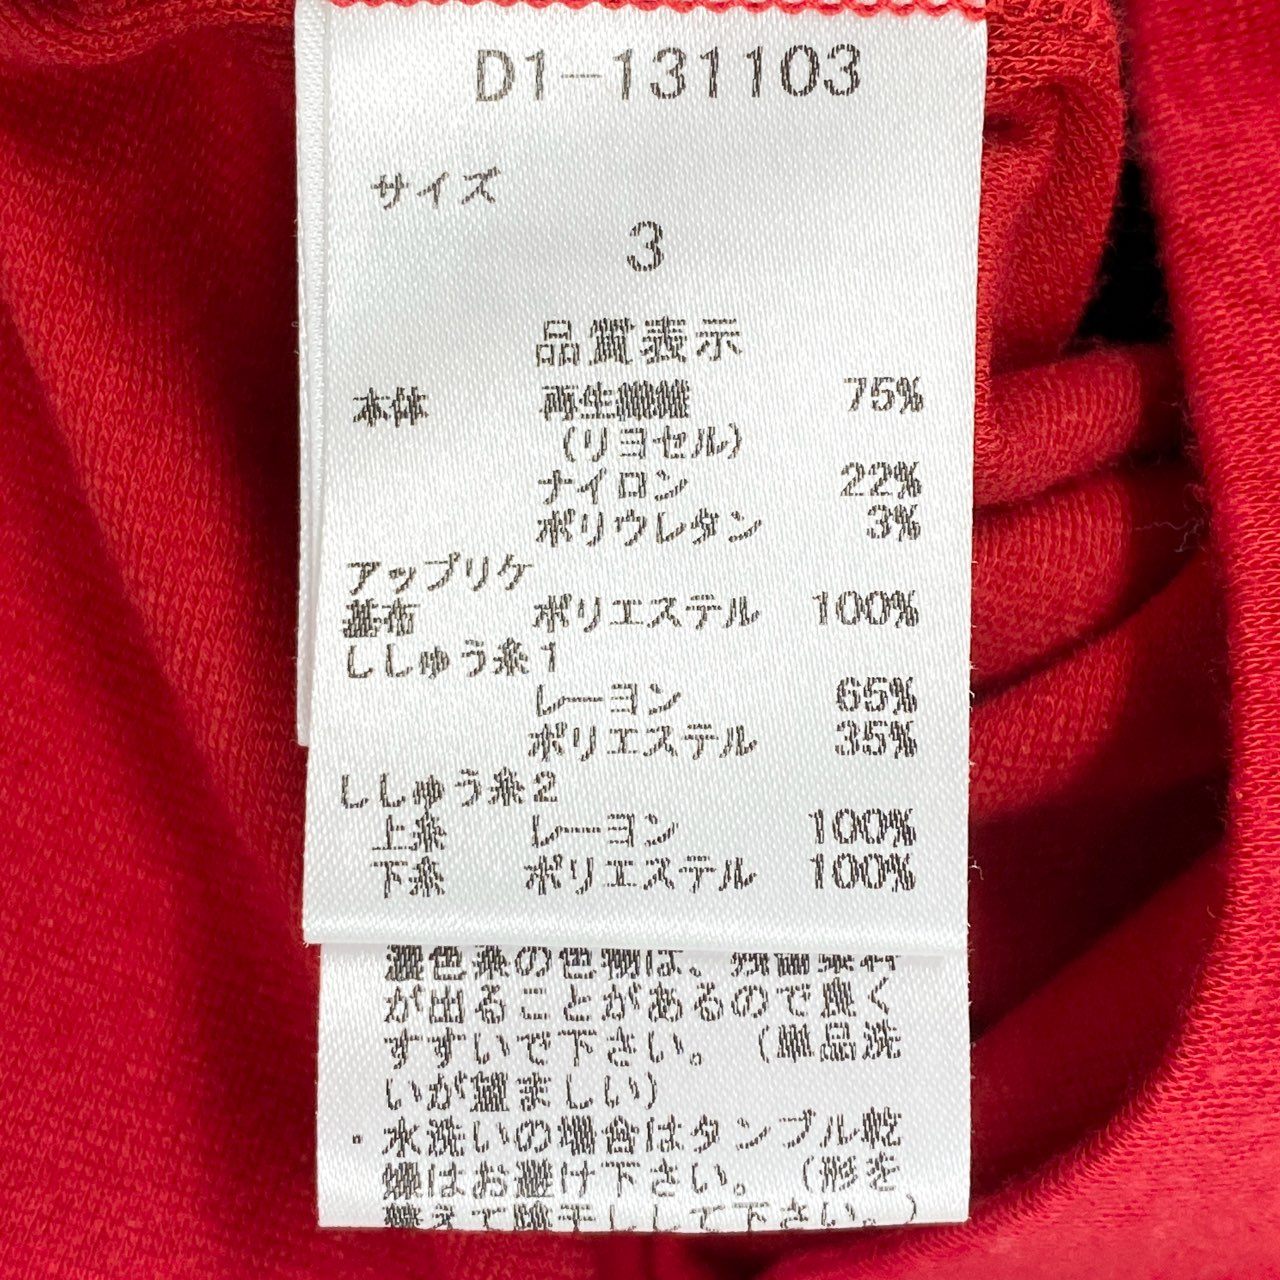 D1-131103
サイズ
3
品質表示
本体 再生繊維 75%
(リヨセル)
ナイロン 22%
ポリウレタン 3%
アップリケ
基布 ポリエステル 100%
ししゅう糸1
レーヨン 65%
ポリエステル 35%
ししゅう糸2
上糸 レーヨン 100%
下糸 ポリエステル 100%
濃色系の色物は、残留染料
が出ることがあるので良く
すすいで下さい。(単品洗
いが望ましい)
・水洗いの場合はタンブル乾
燥はお避け下さい。(形を
整えて陰干しして下さい。)